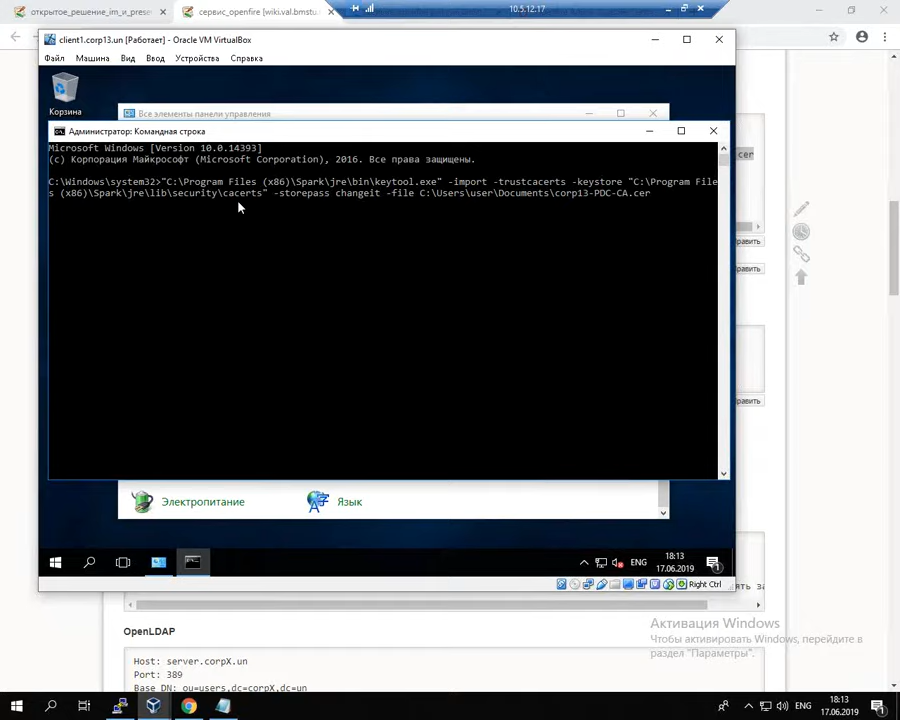 открытое_решение_im_и_presen
сервис_openfire [wiki.val.bmstu.
10.5.12.17
client1.corp13.un [Работает] - Oracle VM VirtualBox
Файл Машина Вид Ввод Устройства Справка
Корзина
Все элементы панели управления
Администратор: Командная строка
Microsoft Windows [Version 10.0.14393]
(c) Корпорация Майкрософт (Microsoft Corporation), 2016. Все права защищены.
C:\Windows\system32>"C:\Program Files (x86)\Spark\jre\bin\keytool.exe" -import -trustcacerts -keystore "C:\Program File
s (x86)\Spark\jre\lib\security\cacerts" -storepass changeit -file C:\Users\user\Documents\corp13-PDC-CA.cer
cer
Электропитание
Язык
ENG
18:13
17.06.2019
1
Right Ctrl
OpenLDAP
Активация Windows
Чтобы активировать Windows, перейдите в
раздел "Параметры".
Host: server.corpX.un
Port: 389
Base DN: ou=users,dc=corpX,dc=un
ENG
18:13
17.06.2019
1